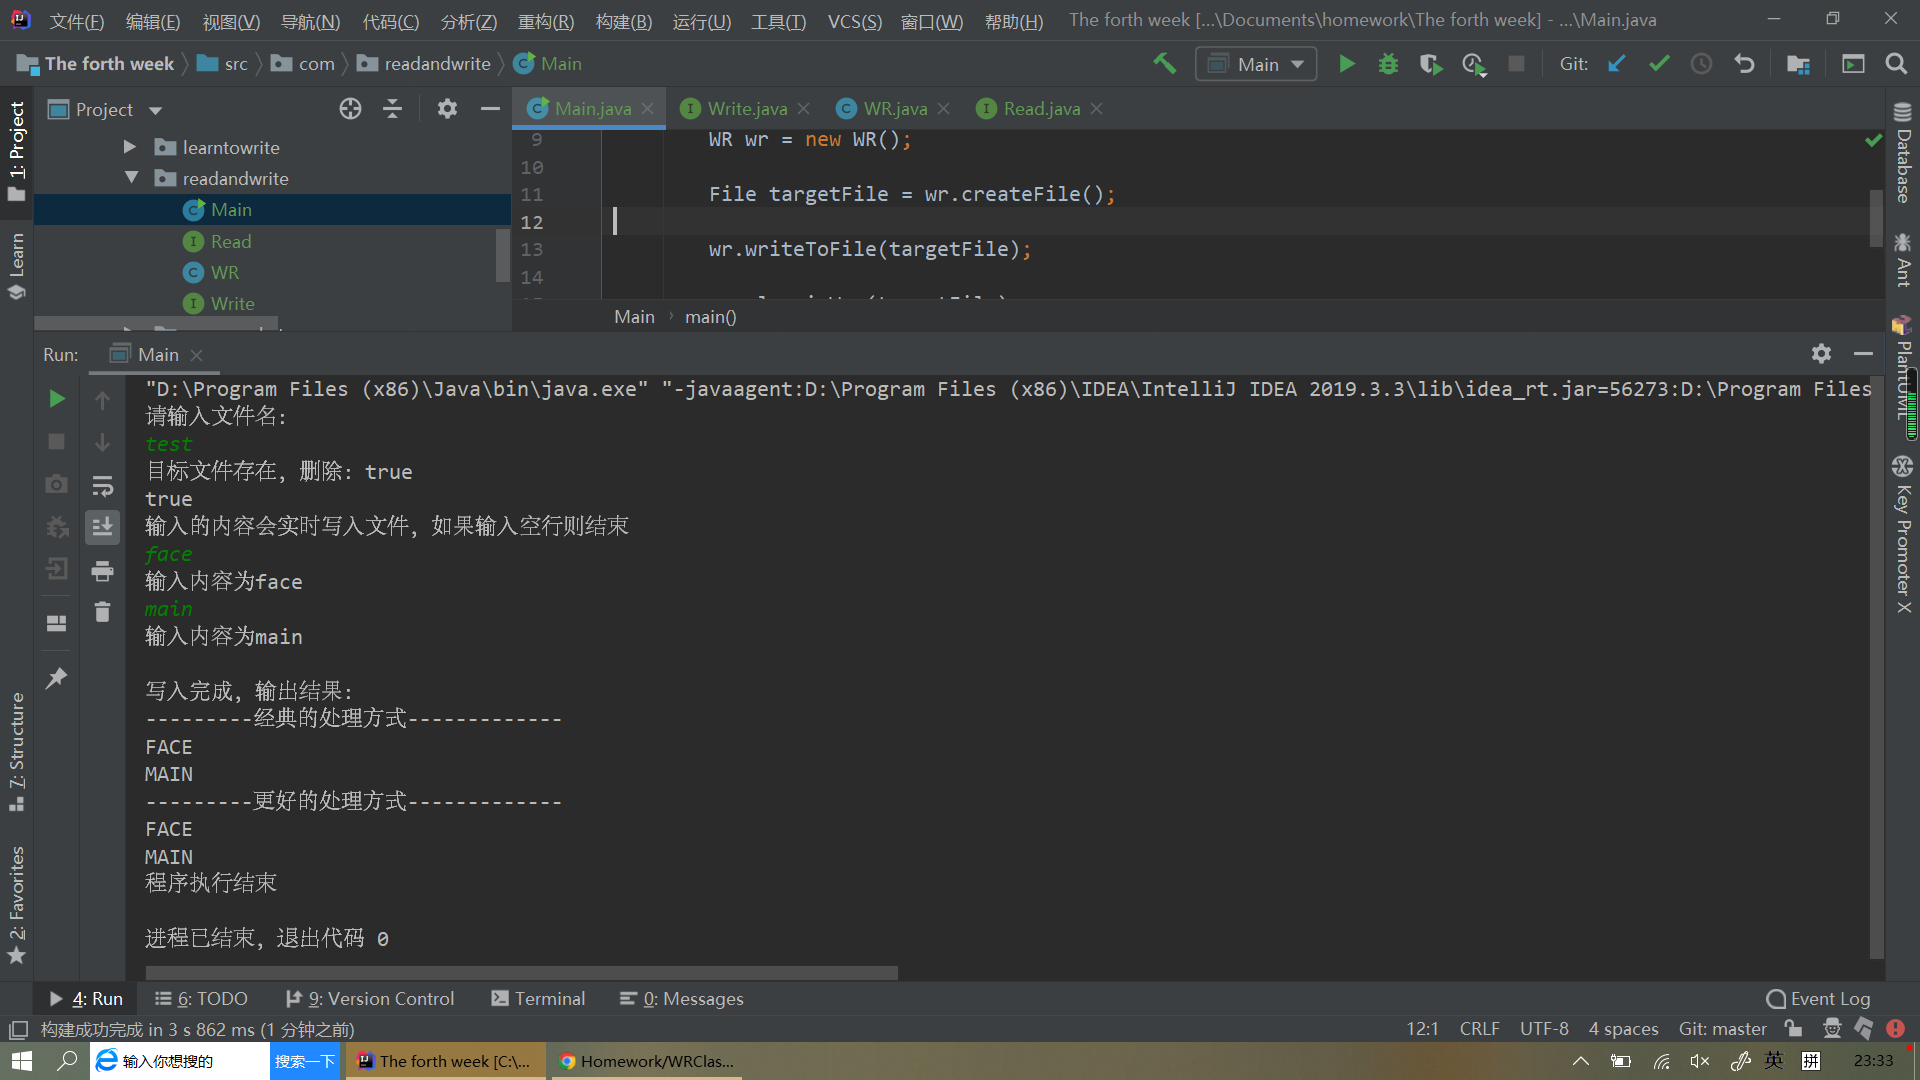 文件(F) 编辑(E) 视图(V) 导航(N) 代码(C) 分析(Z) 重构(R) 构建(B) 运行(U) 工具(T) VCS(S) 窗口(W) 帮助(H) The forth week [...\Documents\homework\The forth week] - ...\Main.java
The forth week src com readandwrite Main
Main
Git:
1: Project
Learn
7: Structure
2: Favorites
Project
learntowrite
readandwrite
Main
Read
WR
Write
Main.java Write.java WR.java Read.java
9 WR wr = new WR();
10
11 File targetFile = wr.createFile();
12
13 wr.writeToFile(targetFile);
14
Main main()
Database
Ant
PlantUML
Key Promoter X
Run: Main
"D:\Program Files (x86)\Java\bin\java.exe" "-javaagent:D:\Program Files (x86)\IDEA\IntelliJ IDEA 2019.3.3\lib\idea_rt.jar=56273:D:\Program Files
请输入文件名:
test
目标文件存在, 删除: true
true
输入的内容会实时写入文件, 如果输入空行则结束
face
输入内容为face
main
输入内容为main
写入完成, 输出结果:
---------经典的处理方式-------------
FACE
MAIN
---------更好的处理方式-------------
FACE
MAIN
程序执行结束
进程已结束, 退出代码 0
4: Run 6: TODO 9: Version Control Terminal 0: Messages Event Log
构建成功完成 in 3 s 862 ms (1 分钟之前) 12:1 CRLF UTF-8 4 spaces Git: master
输入你想搜的 搜索一下 The forth week [C:\... Homework/WRClas... 英 拼 23:33